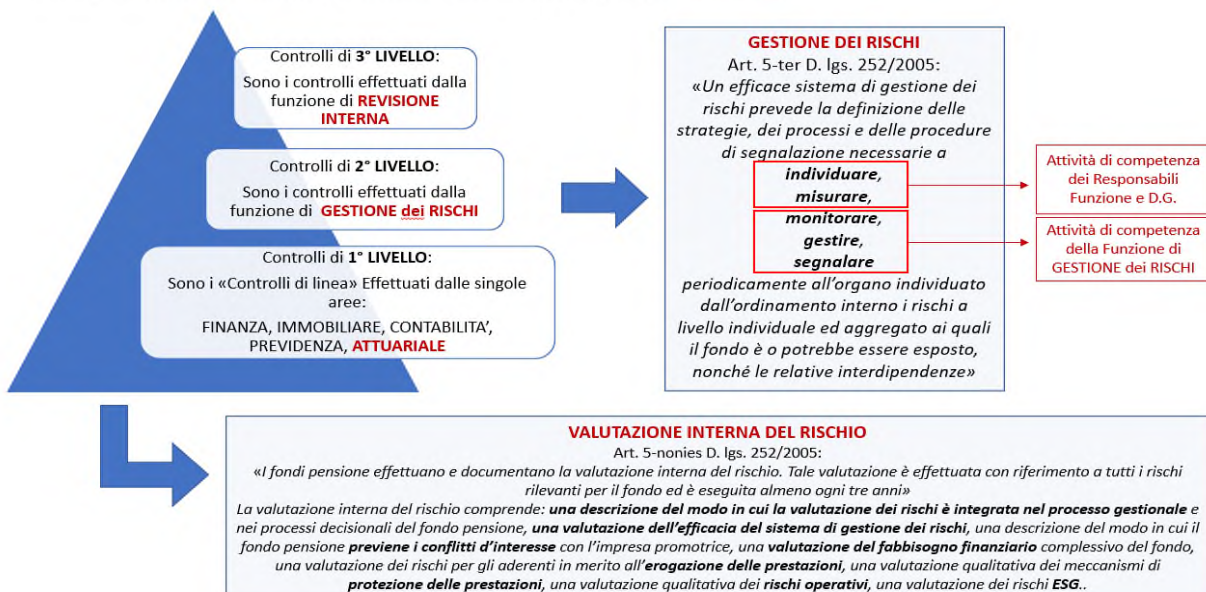 Controlli di 3° LIVELLO:
Sono i controlli effettuati dalla
funzione di REVISIONE
INTERNA
Controlli di 2° LIVELLO:
Sono i controlli effettuati dalla
funzione di GESTIONE dei RISCHI
Controlli di 1° LIVELLO:
Sono i «Controlli di linea» Effettuati dalle singole
aree:
FINANZA, IMMOBILIARE, CONTABILITA’,
PREVIDENZA, ATTUARIALE
GESTIONE DEI RISCHI
Art. 5-ter D. lgs. 252/2005:
«Un efficace sistema di gestione dei
rischi prevede la definizione delle
strategie, dei processi e delle procedure
di segnalazione necessarie a
individuare,
misurare,
monitorare,
gestire,
segnalare
periodicamente all’organo individuato
dall’ordinamento interno i rischi a
livello individuale ed aggregato ai quali
il fondo è o potrebbe essere esposto,
nonché le relative interdipendenze»
Attività di competenza
dei Responsabili
Funzione e D.G.
Attività di competenza
della Funzione di
GESTIONE dei RISCHI
VALUTAZIONE INTERNA DEL RISCHIO
Art. 5-nonies D. lgs. 252/2005:
«I fondi pensione effettuano e documentano la valutazione interna del rischio. Tale valutazione è effettuata con riferimento a tutti i rischi
rilevanti per il fondo ed è eseguita almeno ogni tre anni»
La valutazione interna del rischio comprende: una descrizione del modo in cui la valutazione dei rischi è integrata nel processo gestionale e
nei processi decisionali del fondo pensione, una valutazione dell’efficacia del sistema di gestione dei rischi, una descrizione del modo in cui il
fondo pensione previene i conflitti d’interesse con l’impresa promotrice, una valutazione del fabbisogno finanziario complessivo del fondo,
una valutazione dei rischi per gli aderenti in merito all’erogazione delle prestazioni, una valutazione qualitativa dei meccanismi di
protezione delle prestazioni, una valutazione qualitativa dei rischi operativi, una valutazione dei rischi ESG..